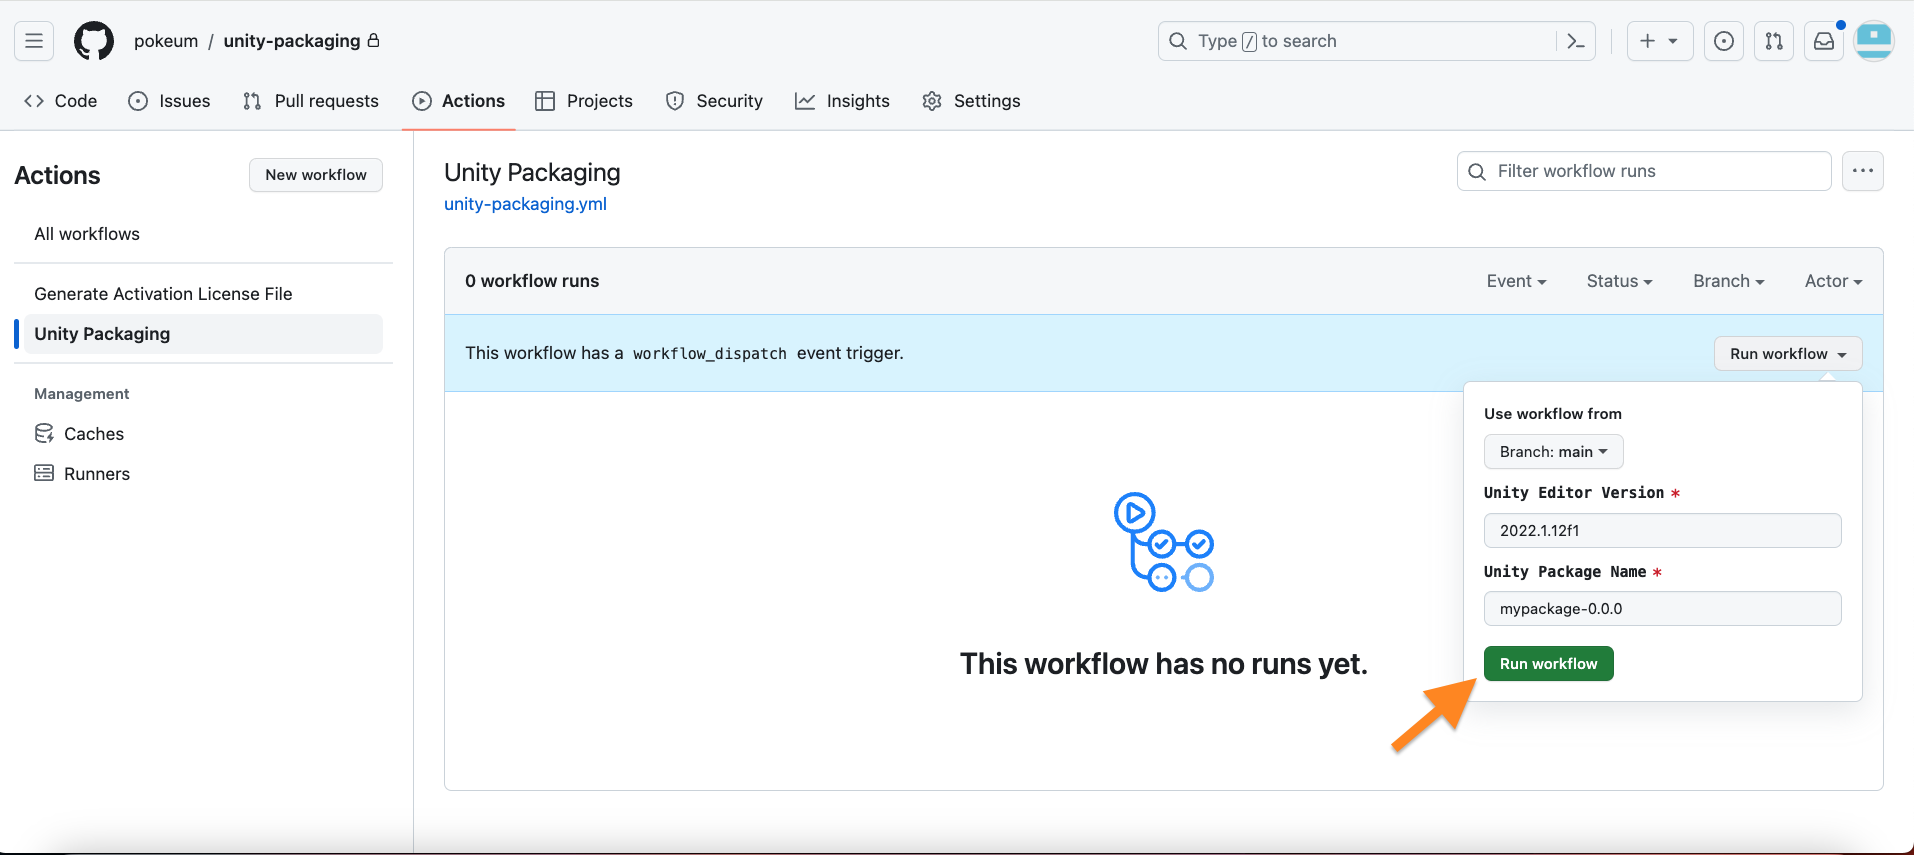 pokeum / unity-packaging
Type / to search
Code
Issues
Pull requests
Actions
Projects
Security
Insights
Settings
Actions
New workflow
All workflows
Generate Activation License File
Unity Packaging
Management
Caches
Runners
Unity Packaging
unity-packaging.yml
Filter workflow runs
0 workflow runs
Event
Status
Branch
Actor
This workflow has a workflow_dispatch event trigger.
Run workflow
Use workflow from
Branch: main
Unity Editor Version *
2022.1.12f1
Unity Package Name *
mypackage-0.0.0
Run workflow
This workflow has no runs yet.